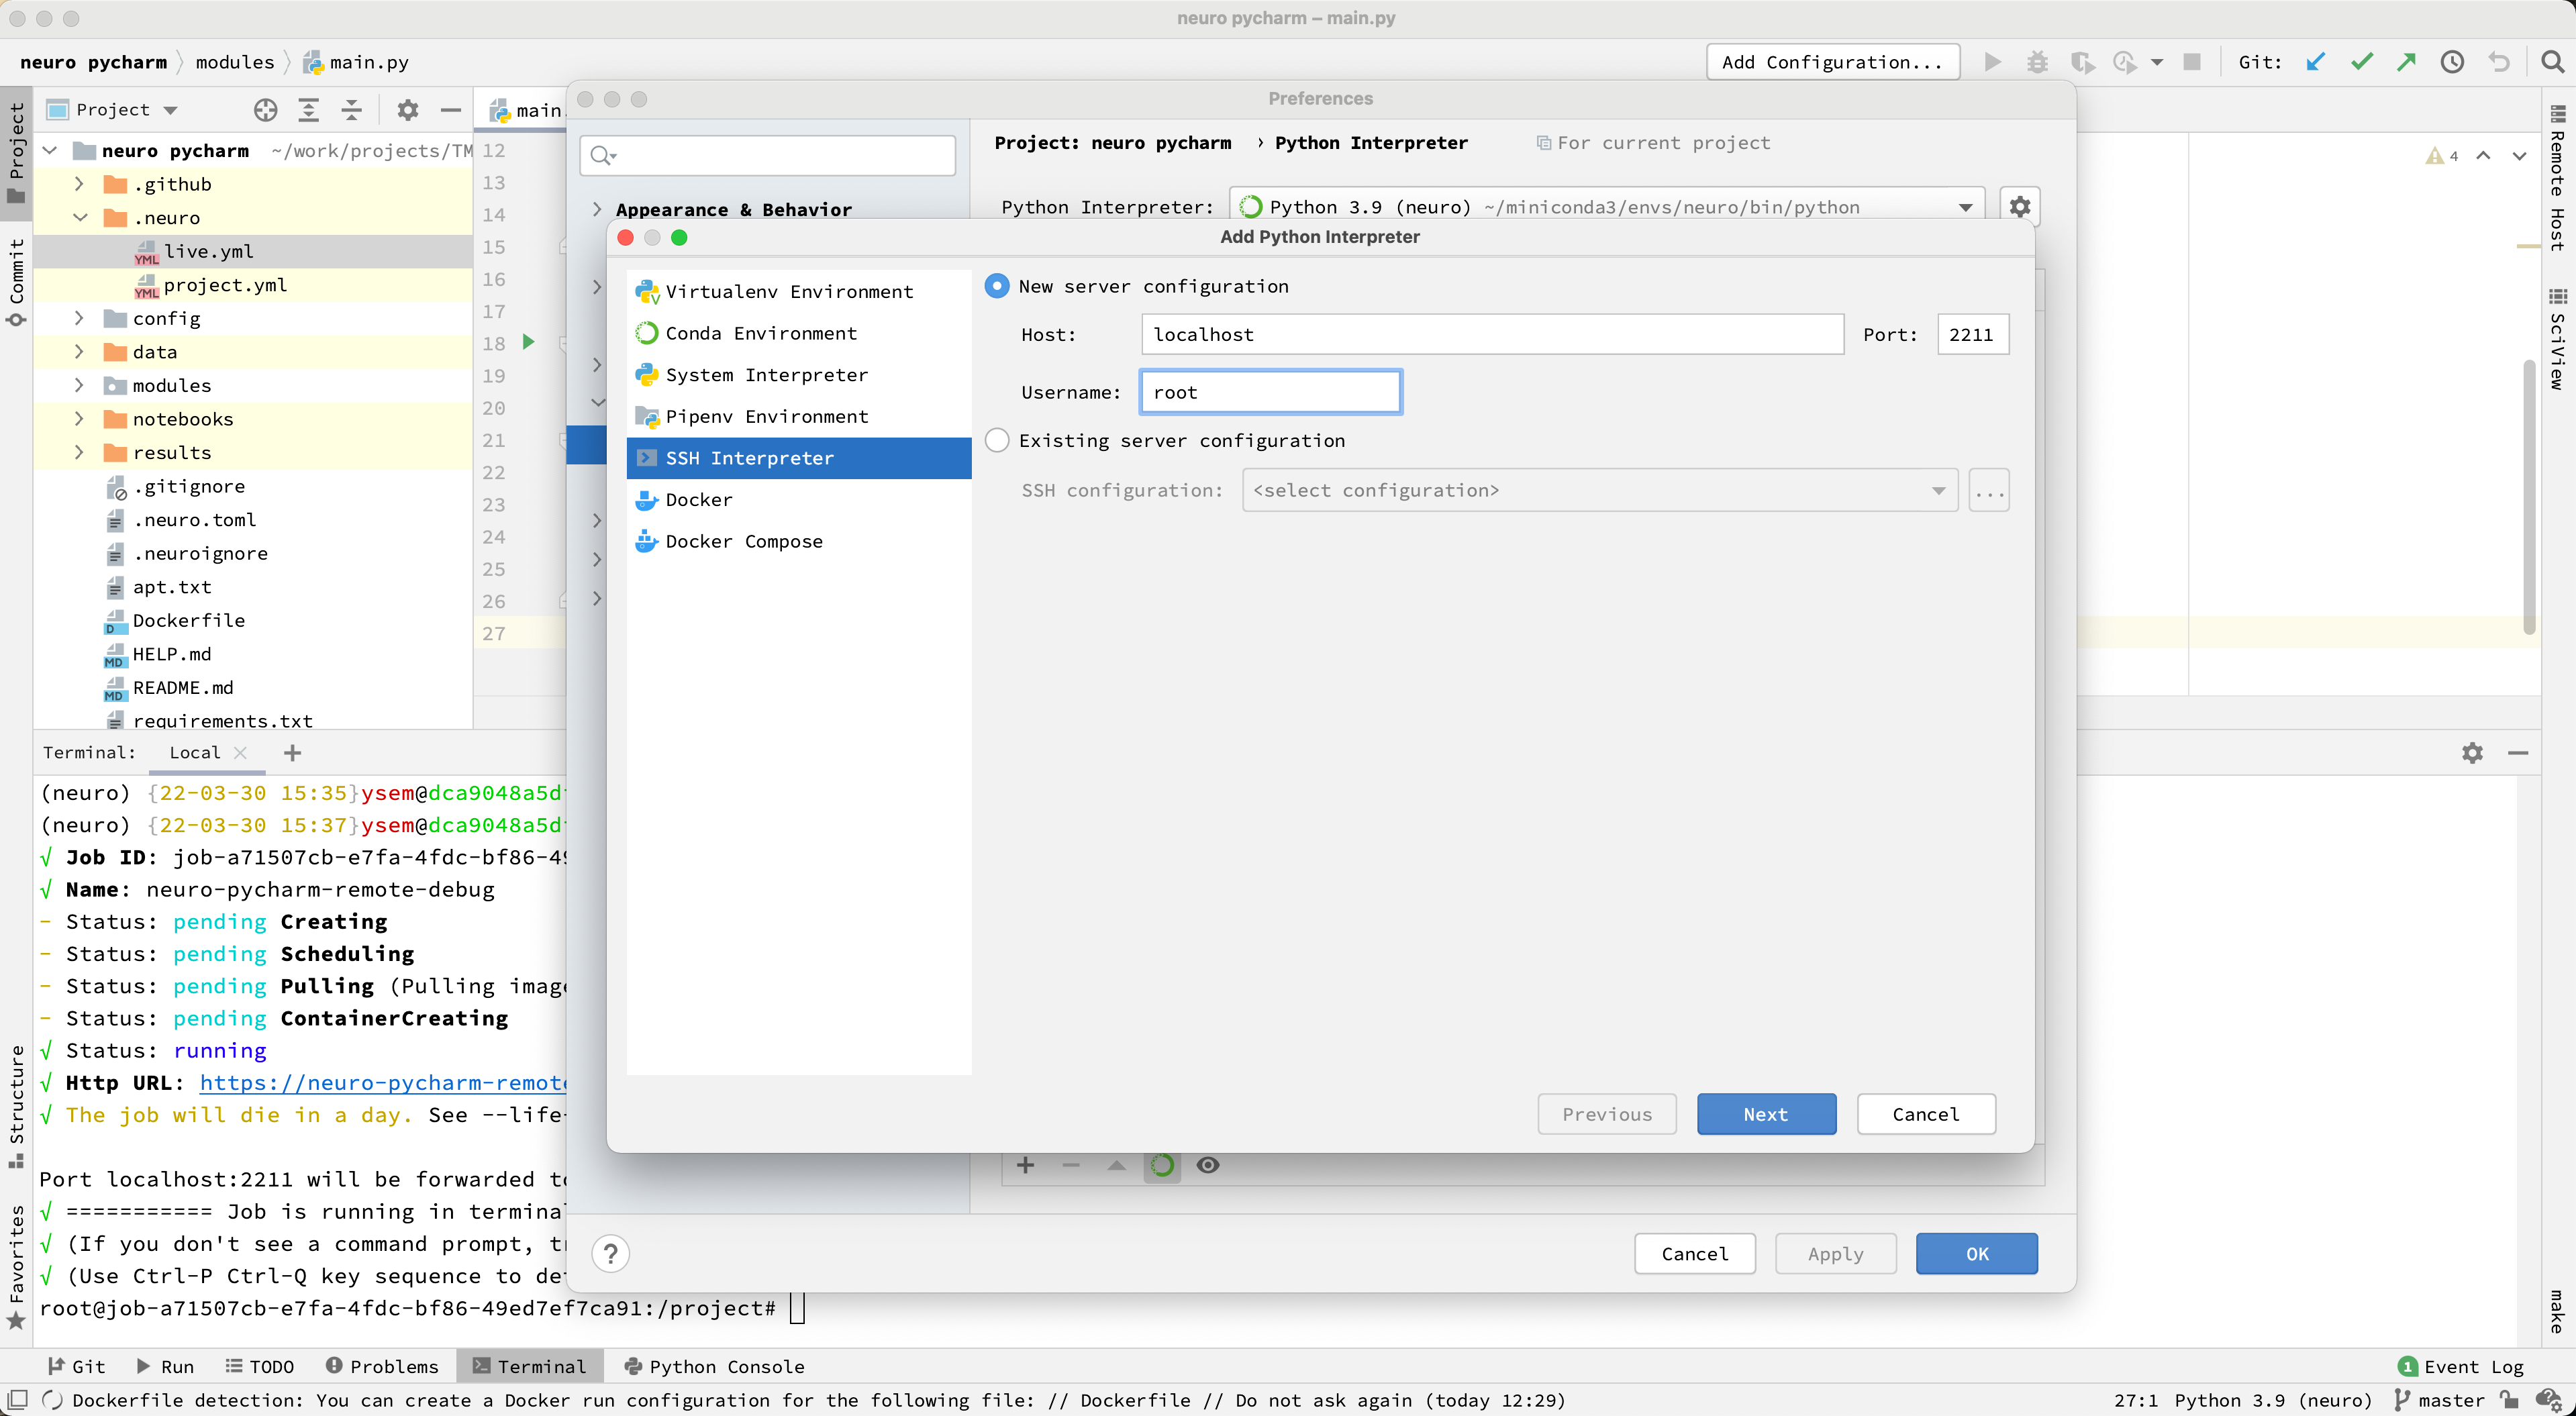 neuro pycharm – main.py
neuro pycharm modules main.py
Add Configuration... Git:
Project
main.
Preferences
neuro pycharm ~/work/projects/TM
.github
.neuro
live.yml
project.yml
config
data
modules
notebooks
results
.gitignore
.neuro.toml
.neuroignore
apt.txt
Dockerfile
HELP.md
README.md
requirements.txt
12
13
14
15
16
17
18
19
20
21
22
23
24
25
26
27
Project: neuro pycharm › Python Interpreter For current project
Appearance & Behavior
Python Interpreter: Python 3.9 (neuro) ~/miniconda3/envs/neuro/bin/python
4
Add Python Interpreter
Virtualenv Environment
Conda Environment
System Interpreter
Pipenv Environment
SSH Interpreter
Docker
Docker Compose
New server configuration
Host: localhost Port: 2211
Username: root
Existing server configuration
SSH configuration: <select configuration> ...
Previous Next Cancel
? Cancel Apply OK
Terminal: Local
(neuro) {22-03-30 15:35}ysem@dca9048a5d
(neuro) {22-03-30 15:37}ysem@dca9048a5d
√ Job ID: job-a71507cb-e7fa-4fdc-bf86-49
√ Name: neuro-pycharm-remote-debug
- Status: pending Creating
- Status: pending Scheduling
- Status: pending Pulling (Pulling image
- Status: pending ContainerCreating
√ Status: running
√ Http URL: https://neuro-pycharm-remote
√ The job will die in a day. See --life-
Port localhost:2211 will be forwarded to
√ =========== Job is running in terminal
√ (If you don't see a command prompt, tr
√ (Use Ctrl-P Ctrl-Q key sequence to de
root@job-a71507cb-e7fa-4fdc-bf86-49ed7ef7ca91:/project#
Project
Commit
Structure
Favorites
Remote Host
SciView
make
Git Run TODO Problems Terminal Python Console 1 Event Log
Dockerfile detection: You can create a Docker run configuration for the following file: // Dockerfile // Do not ask again (today 12:29) 27:1 Python 3.9 (neuro) master